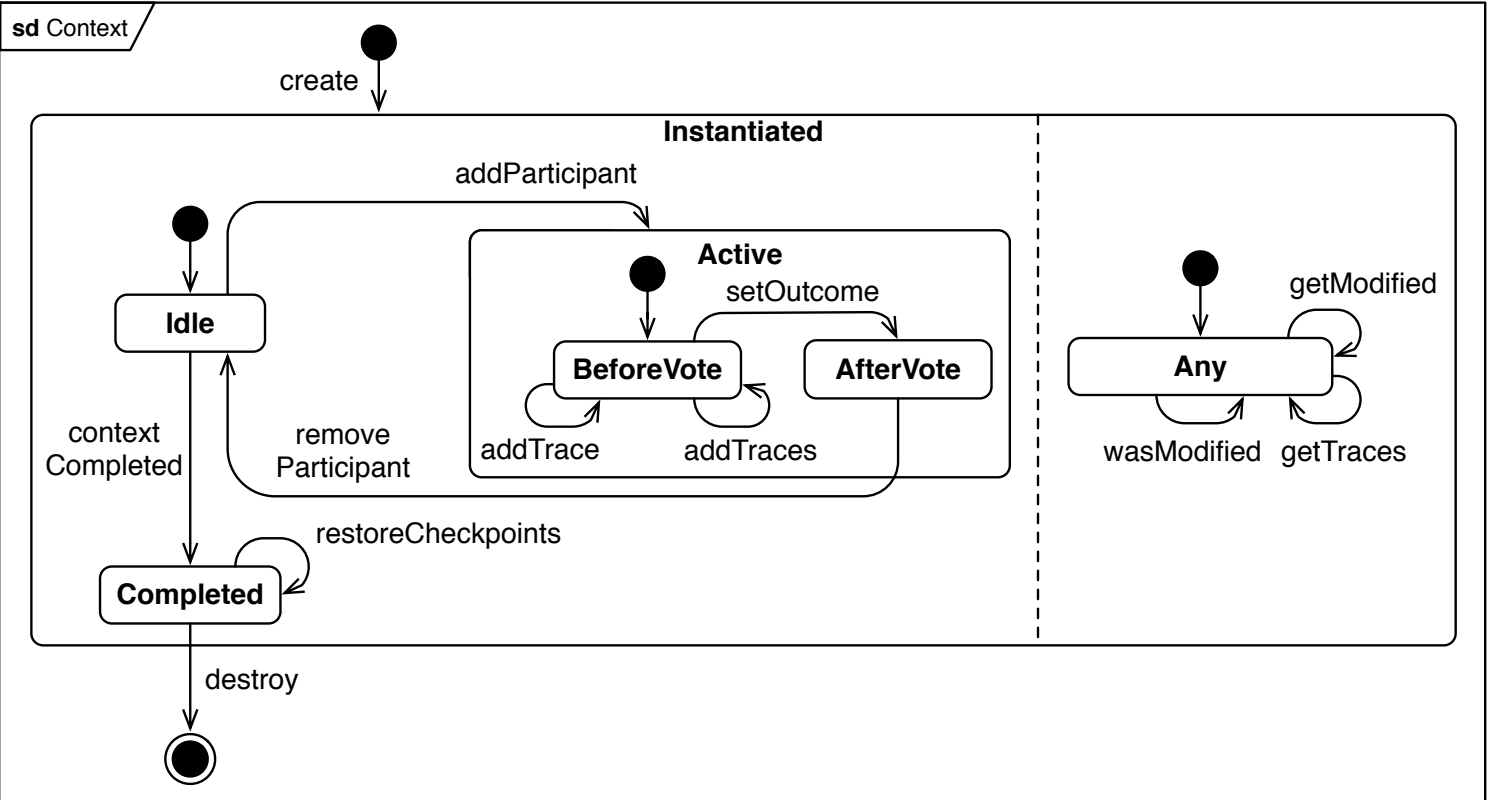 sd Context
create
Instantiated
addParticipant
Active
setOutcome
getModified
Idle
BeforeVote
AfterVote
Any
context
Completed
remove
Participant
addTrace
addTraces
wasModified
getTraces
restoreCheckpoints
Completed
destroy